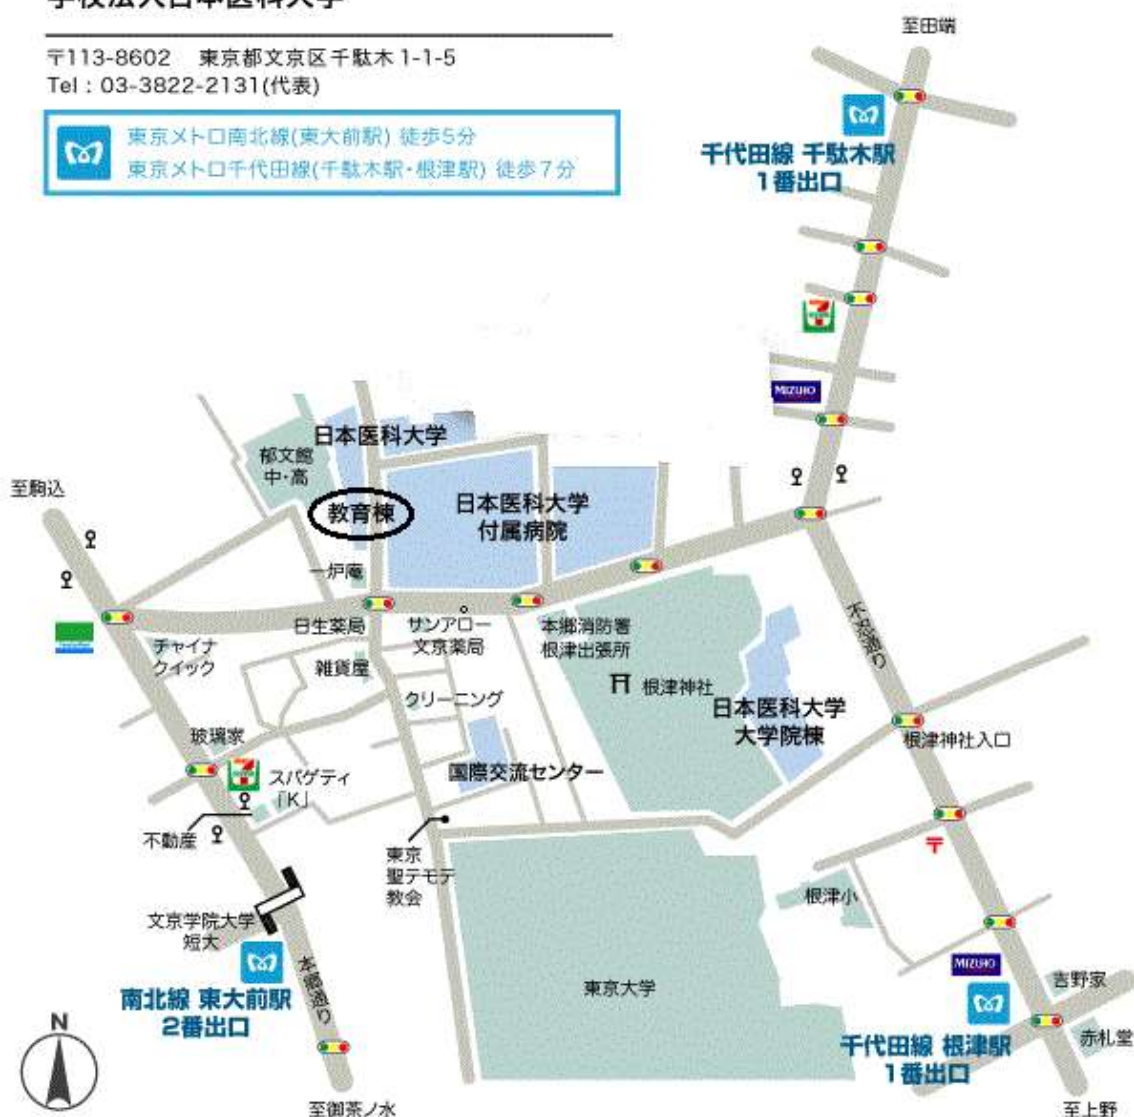 学校法人日本医科大学
〒113-8602　東京都文京区千駄木1-1-5
Tel : 03-3822-2131(代表)
東京メトロ南北線(東大前駅) 徒歩5分
東京メトロ千代田線(千駄木駅・根津駅) 徒歩7分
至田端
千代田線 千駄木駅
1番出口
MIZUHO
日本医科大学
郁文館
中・高
至駒込
教育棟
日本医科大学
付属病院
一炉庵
日生薬局
サンアロー
文京薬局
本郷消防署
根津出張所
不忍通り
チャイナ
クイック
雑貨屋
クリーニング
根津神社
日本医科大学
大学院棟
玻璃家
根津神社入口
スパゲティ
「K」
国際交流センター
不動産
〒
東京
聖テモテ
教会
文京学院大学
短大
根津小
本郷通り
南北線 東大前駅
2番出口
東京大学
MIZUHO
吉野家
赤札堂
千代田線 根津駅
1番出口
N
至御茶ノ水
至上野